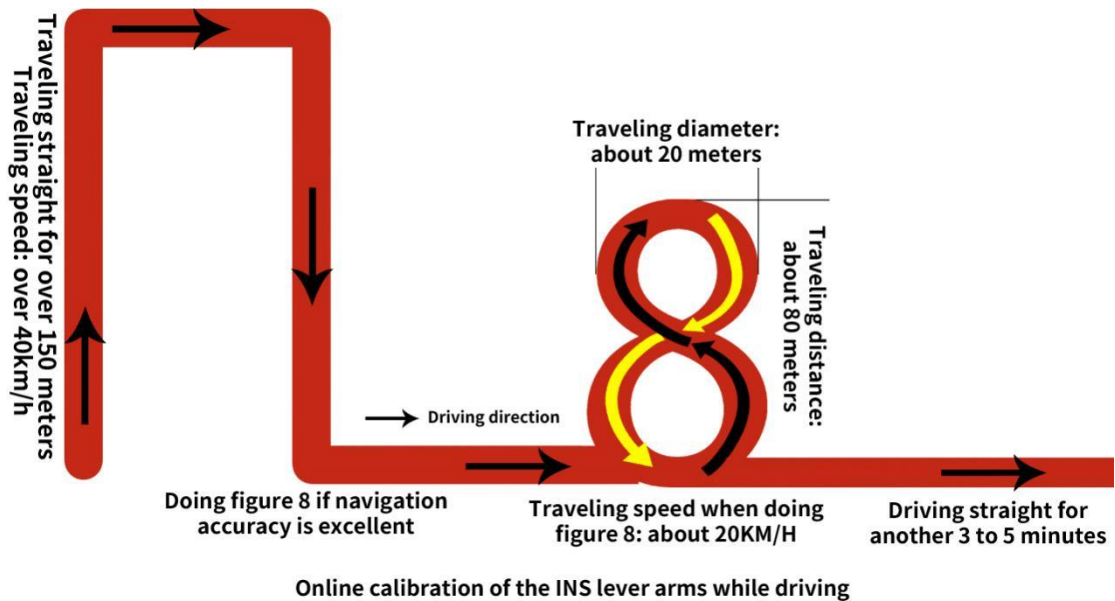 Traveling straight for over 150 meters
Traveling speed: over 40km/h
Traveling diameter:
about 20 meters
Traveling distance:
about 80 meters
Driving direction
Doing figure 8 if navigation
accuracy is excellent
Traveling speed when doing
figure 8: about 20KM/H
Driving straight for
another 3 to 5 minutes
Online calibration of the INS lever arms while driving